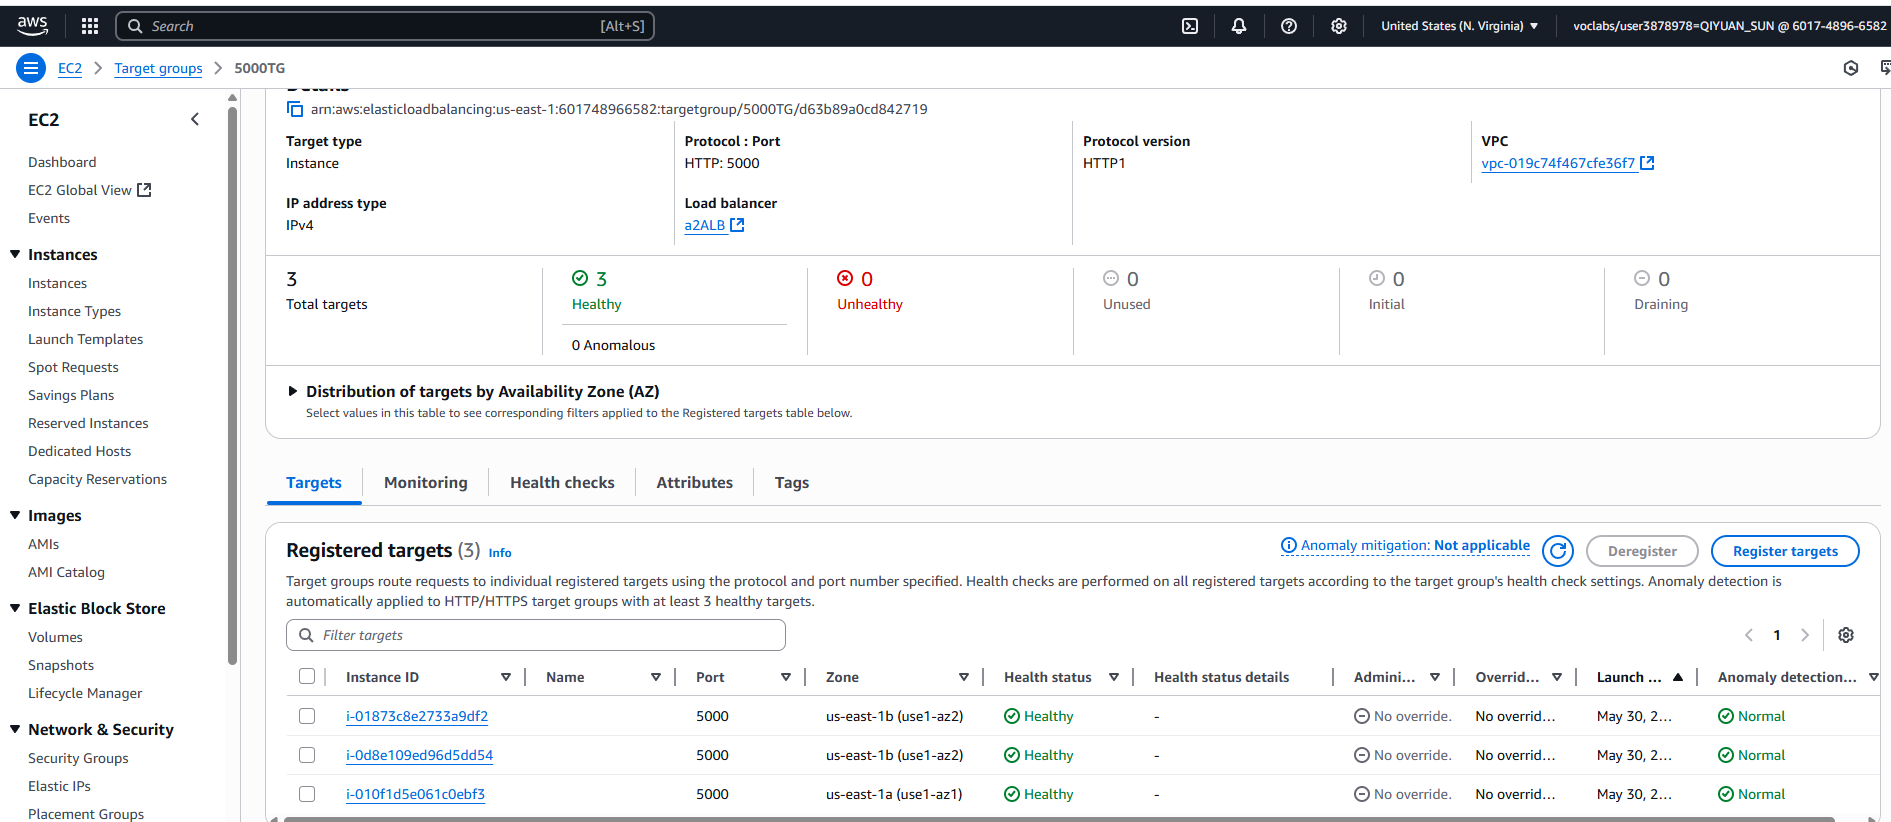 aws
Search [Alt+S] United States (N. Virginia) voclabs/user3878978=QIYUAN_SUN @ 6017-4896-6582
EC2 Target groups 5000TG
EC2
Dashboard
EC2 Global View
Events
Instances
Instances
Instance Types
Launch Templates
Spot Requests
Savings Plans
Reserved Instances
Dedicated Hosts
Capacity Reservations
Images
AMIs
AMI Catalog
Elastic Block Store
Volumes
Snapshots
Lifecycle Manager
Network & Security
Security Groups
Elastic IPs
Placement Groups
Details
arn:aws:elasticloadbalancing:us-east-1:601748966582:targetgroup/5000TG/d63b89a0cd842719
Target type Protocol : Port Protocol version VPC
Instance HTTP: 5000 HTTP1 vpc-019c74f467cfe36f7
IP address type Load balancer
IPv4 a2ALB
3 3 0 0 0 0
Total targets Healthy Unhealthy Unused Initial Draining
0 Anomalous
Distribution of targets by Availability Zone (AZ)
Select values in this table to see corresponding filters applied to the Registered targets table below.
Targets Monitoring Health checks Attributes Tags
Registered targets (3) Info Anomaly mitigation: Not applicable Deregister Register targets
Target groups route requests to individual registered targets using the protocol and port number specified. Health checks are performed on all registered targets according to the target group's health check settings. Anomaly detection is
automatically applied to HTTP/HTTPS target groups with at least 3 healthy targets.
Filter targets 1
Instance ID Name Port Zone Health status Health status details Admini... Overrid... Launch ... Anomaly detection...
i-01873c8e2733a9df2 5000 us-east-1b (use1-az2) Healthy - No override. No overrid... May 30, 2... Normal
i-0d8e109ed96d5dd54 5000 us-east-1b (use1-az2) Healthy - No override. No overrid... May 30, 2... Normal
i-010f1d5e061c0ebf3 5000 us-east-1a (use1-az1) Healthy - No override. No overrid... May 30, 2... Normal